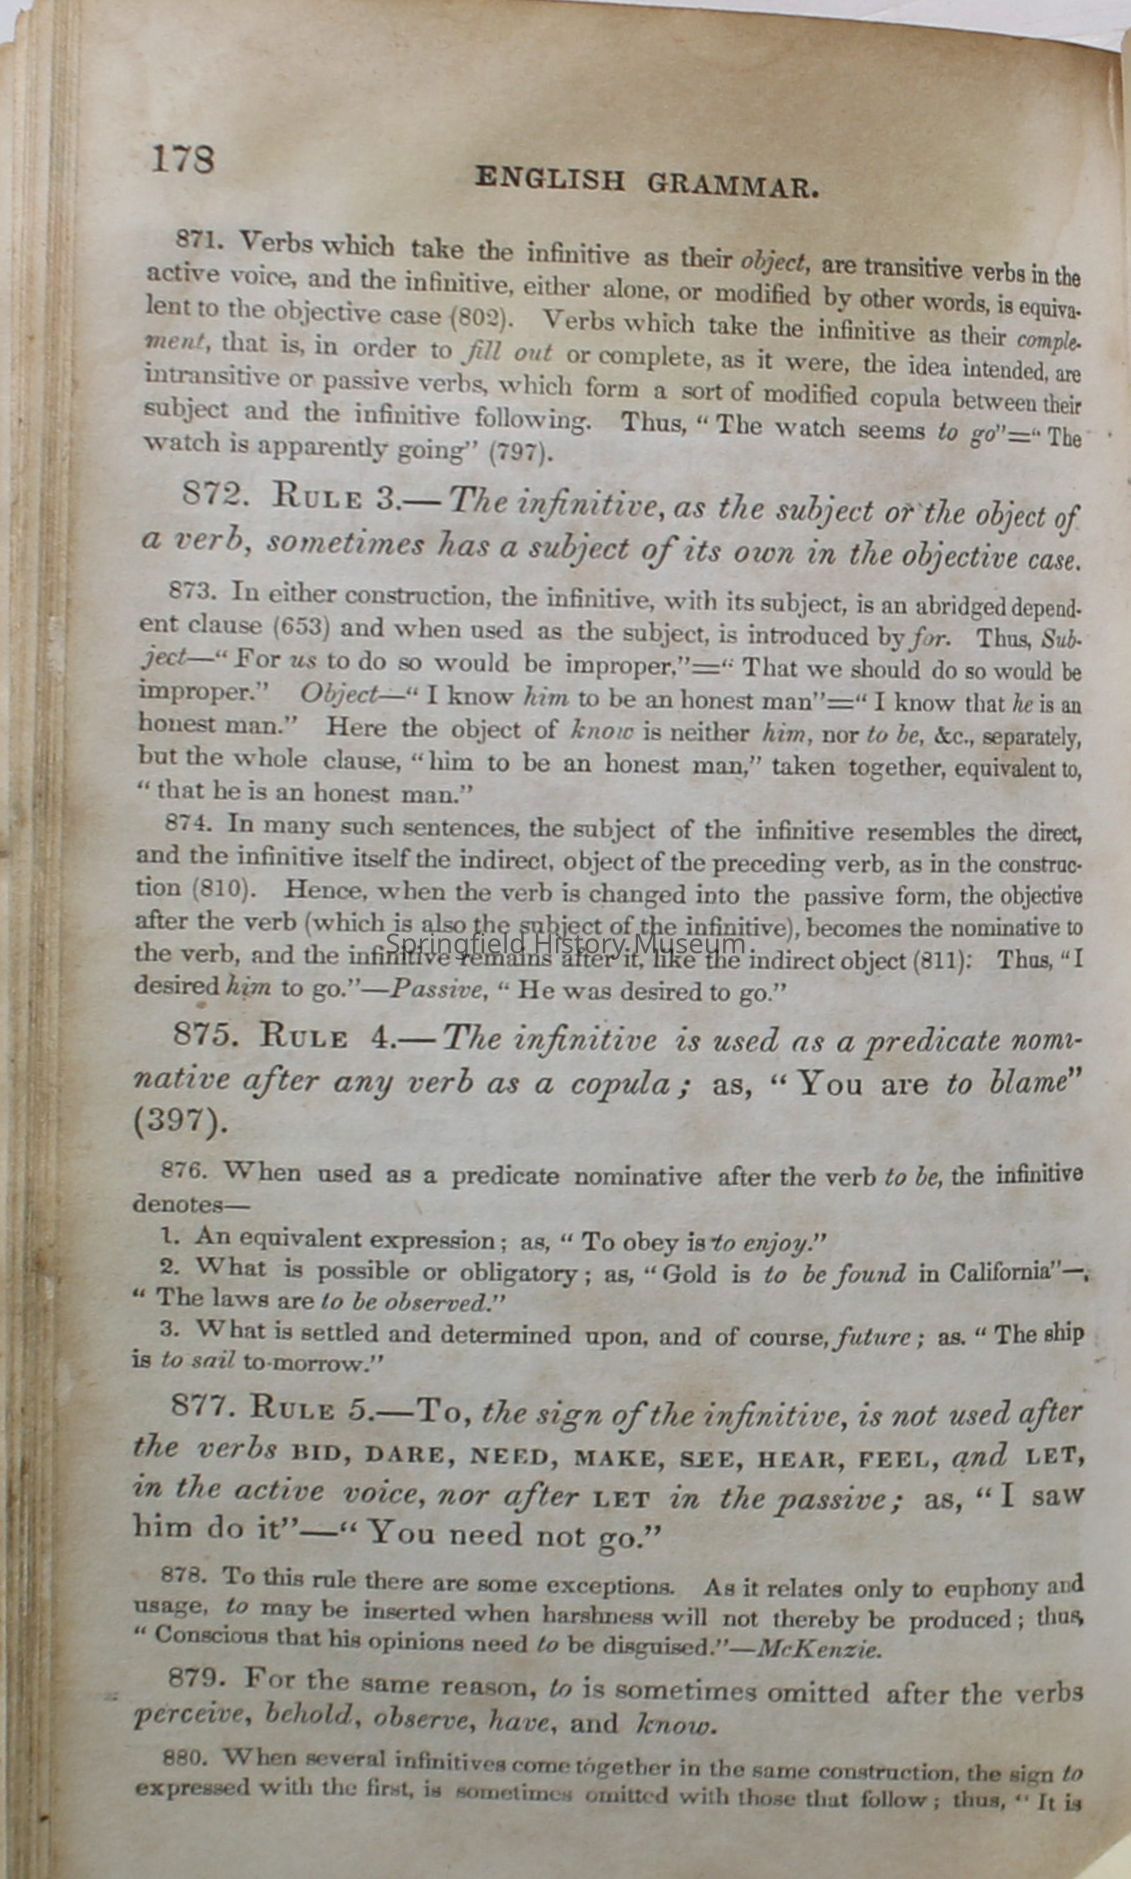 178
ENGLISH GRAMMAR.
871. Verbs which take the infinitive as their object, are transitive verbs in the
active voice, and the infinitive, either alone, or modified by other words, is equiva-
lent to the objective case (802). Verbs which take the infinitive as their comple-
ment, that is, in order to fill out or complete, as it were, the idea intended, are
intransitive or passive verbs, which form a sort of modified copula between their
subject and the infinitive following. Thus, “ The watch seems to go”=“ The
watch is apparently going” (797).
872. RULE 3.—The infinitive, as the subject or the object of
a verb, sometimes has a subject of its own in the objective case.
873. In either construction, the infinitive, with its subject, is an abridged depend-
ent clause (653) and when used as the subject, is introduced by for. Thus, Sub-
ject—“ For us to do so would be improper,”=“ That we should do so would be
improper.” Object—“ I know him to be an honest man”=“ I know that he is an
honest man.” Here the object of know is neither him, nor to be, &c., separately,
but the whole clause, “him to be an honest man,” taken together, equivalent to,
“ that he is an honest man.”
874. In many such sentences, the subject of the infinitive resembles the direct,
and the infinitive itself the indirect, object of the preceding verb, as in the construc-
tion (810). Hence, when the verb is changed into the passive form, the objective
after the verb (which is also the subject of the infinitive), becomes the nominative to
Springfield History Museum
the verb, and the infinitive remains after it, like the indirect object (811): Thus, “I
desired him to go.”—Passive, “ He was desired to go.”
875. RULE 4.—The infinitive is used as a predicate nomi-
native after any verb as a copula ; as, “ You are to blame”
(397).
876. When used as a predicate nominative after the verb to be, the infinitive
denotes—
1. An equivalent expression ; as, “ To obey is to enjoy.”
2. What is possible or obligatory ; as, “Gold is to be found in California”—
“ The laws are to be observed.”
3. What is settled and determined upon, and of course, future ; as. “ The ship
is to sail to-morrow.”
877. RULE 5.—To, the sign of the infinitive, is not used after
the verbs BID, DARE, NEED, MAKE, SEE, HEAR, FEEL, and LET,
in the active voice, nor after LET in the passive ; as, “ I saw
him do it”—“ You need not go.”
878. To this rule there are some exceptions. As it relates only to euphony and
usage, to may be inserted when harshness will not thereby be produced ; thus,
“ Conscious that his opinions need to be disguised.”—McKenzie.
879. For the same reason, to is sometimes omitted after the verbs
perceive, behold, observe, have, and know.
880. When several infinitives come together in the same construction, the sign to
expressed with the first, is sometimes omitted with those that follow ; thus, “ It is